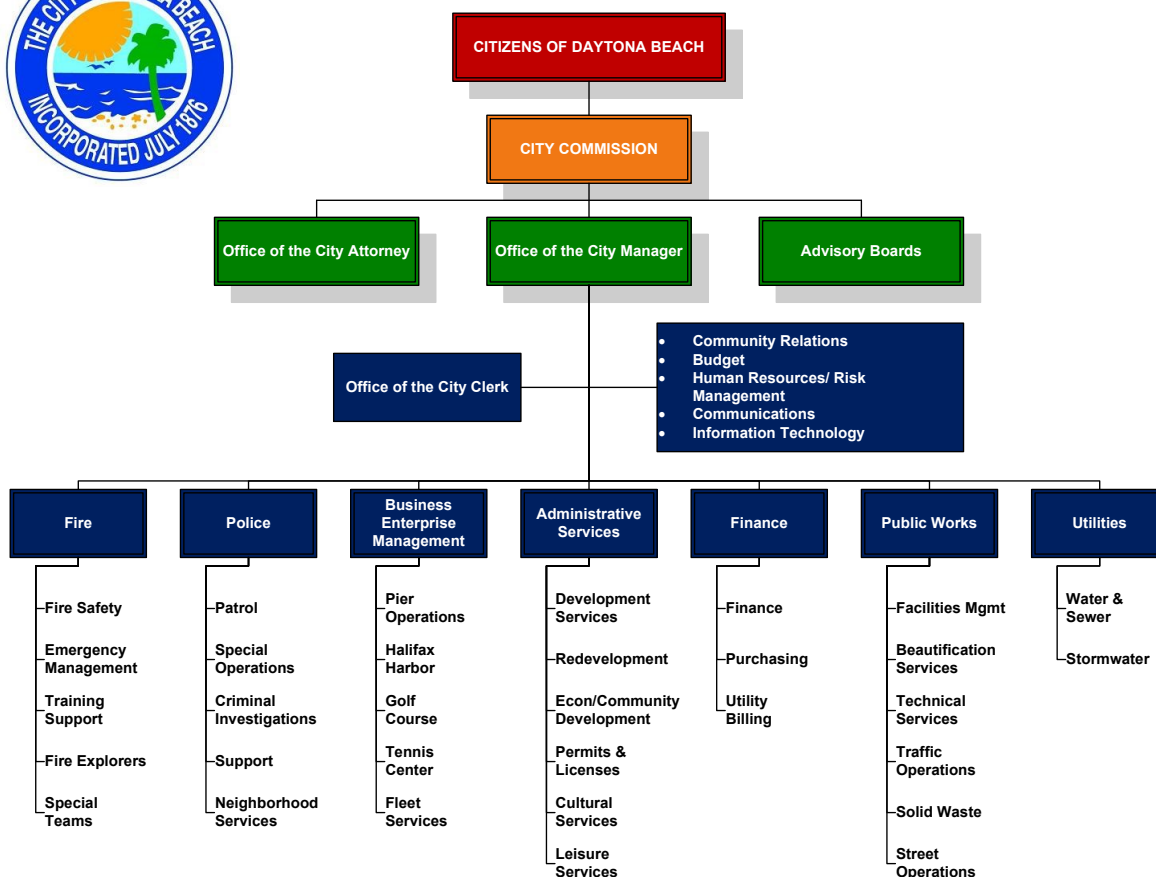 THE CITY
A BEACH
INCORPORATED JULY 1876
CITIZENS OF DAYTONA BEACH
CITY COMMISSION
Office of the City Attorney
Office of the City Manager
Advisory Boards
Office of the City Clerk
• Community Relations
• Budget
• Human Resources/ Risk
Management
• Communications
• Information Technology
Fire
Police
Business
Enterprise
Management
Administrative
Services
Finance
Public Works
Utilities
Fire Safety
Emergency
Management
Training
Support
Fire Explorers
Special
Teams
Patrol
Special
Operations
Criminal
Investigations
Support
Neighborhood
Services
Pier
Operations
Halifax
Harbor
Golf
Course
Tennis
Center
Fleet
Services
Development
Services
Redevelopment
Econ/Community
Development
Permits &
Licenses
Cultural
Services
Leisure
Services
Finance
Purchasing
Utility
Billing
Facilities Mgmt
Beautification
Services
Technical
Services
Traffic
Operations
Solid Waste
Street
Operations
Water &
Sewer
Stormwater